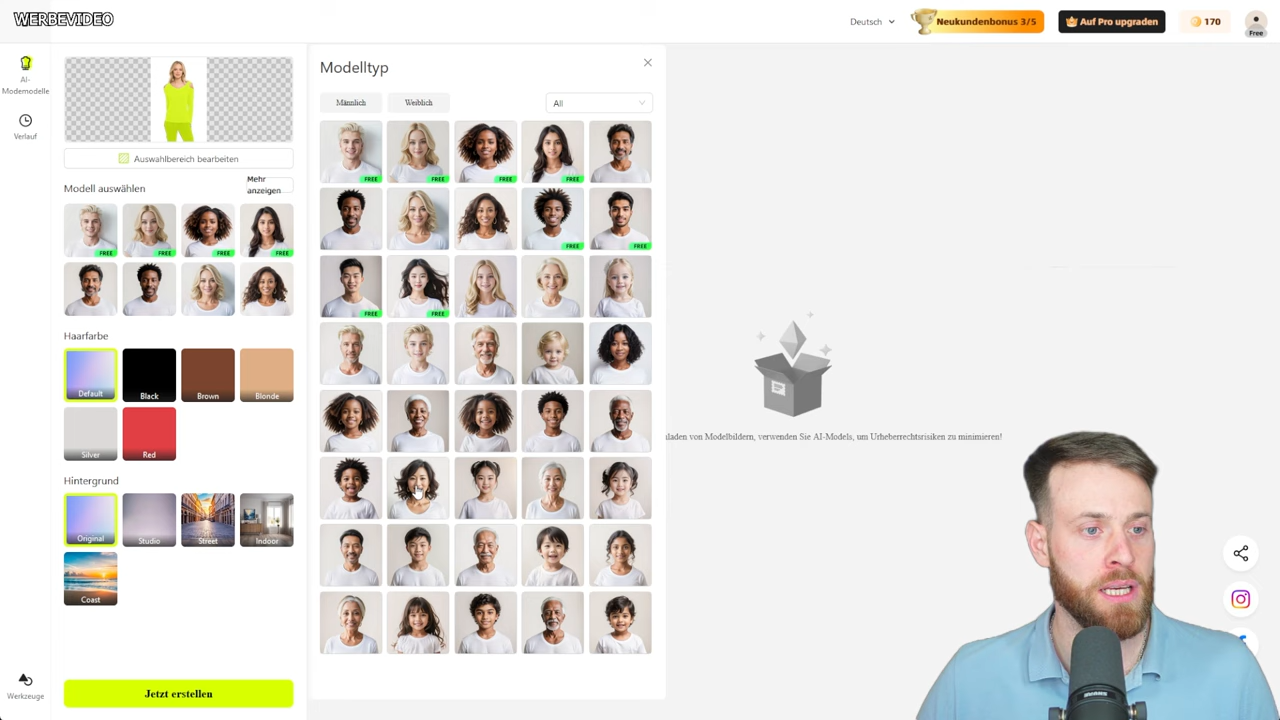 WERBEVIDEO
Deutsch
Neukundenbonus 3/5
Auf Pro upgraden
170
Free
AI-
Modemodelle
Verlauf
Werkzeuge
Auswahlbereich bearbeiten
Modell auswählen
Mehr
anzeigen
FREE
FREE
FREE
FREE
Haarfarbe
Default
Black
Brown
Blonde
Silver
Red
Hintergrund
Original
Studio
Street
Indoor
Coast
Jetzt erstellen
Modelltyp
Männlich
Weiblich
All
FREE
FREE
FREE
FREE
FREE
FREE
FREE
FREE
laden von Modelbildern, verwenden Sie AI-Models, um Urheberrechtsrisiken zu minimieren!